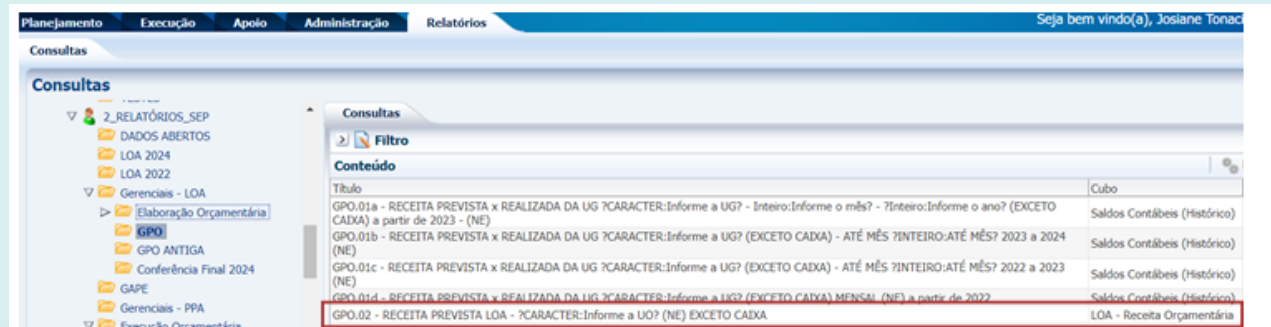 Planejamento Execução Apoio Administração Relatórios Seja bem vindo(a), Josiane Tonaci
Consultas
Consultas
2_RELATÓRIOS_SEP
DADOS ABERTOS
LOA 2024
LOA 2022
Gerenciais - LOA
Elaboração Orçamentária
GPO
GPO ANTIGA
Conferência Final 2024
GAPE
Gerenciais - PPA
Execução Orçamentária
Consultas
Filtro
Conteúdo
Título Cubo
GPO.01a - RECEITA PREVISTA x REALIZADA DA UG ?CARACTER:Informe a UG? - Inteiro:Informe o mês? - ?Inteiro:Informe o ano? (EXCETO
CAIXA) a partir de 2023 - (NE) Saldos Contábeis (Histórico)
GPO.01b - RECEITA PREVISTA x REALIZADA DA UG ?CARACTER:Informe a UG? (EXCETO CAIXA) - ATÉ MÊS ?INTEIRO:ATÉ MÊS? 2023 a 2024
(NE) Saldos Contábeis (Histórico)
GPO.01c - RECEITA PREVISTA x REALIZADA DA UG ?CARACTER:Informe a UG? (EXCETO CAIXA) - ATÉ MÊS ?INTEIRO:ATÉ MÊS? 2022 a 2023
(NE) Saldos Contábeis (Histórico)
GPO.01d - RECEITA PREVISTA x REALIZADA DA UG ?CARACTER:Informe a UG? (EXCETO CAIXA) MENSAL (NE) a partir de 2022 Saldos Contábeis (Histórico)
GPO.02 - RECEITA PREVISTA LOA - ?CARACTER:Informe a UO? (NE) EXCETO CAIXA LOA - Receita Orçamentária